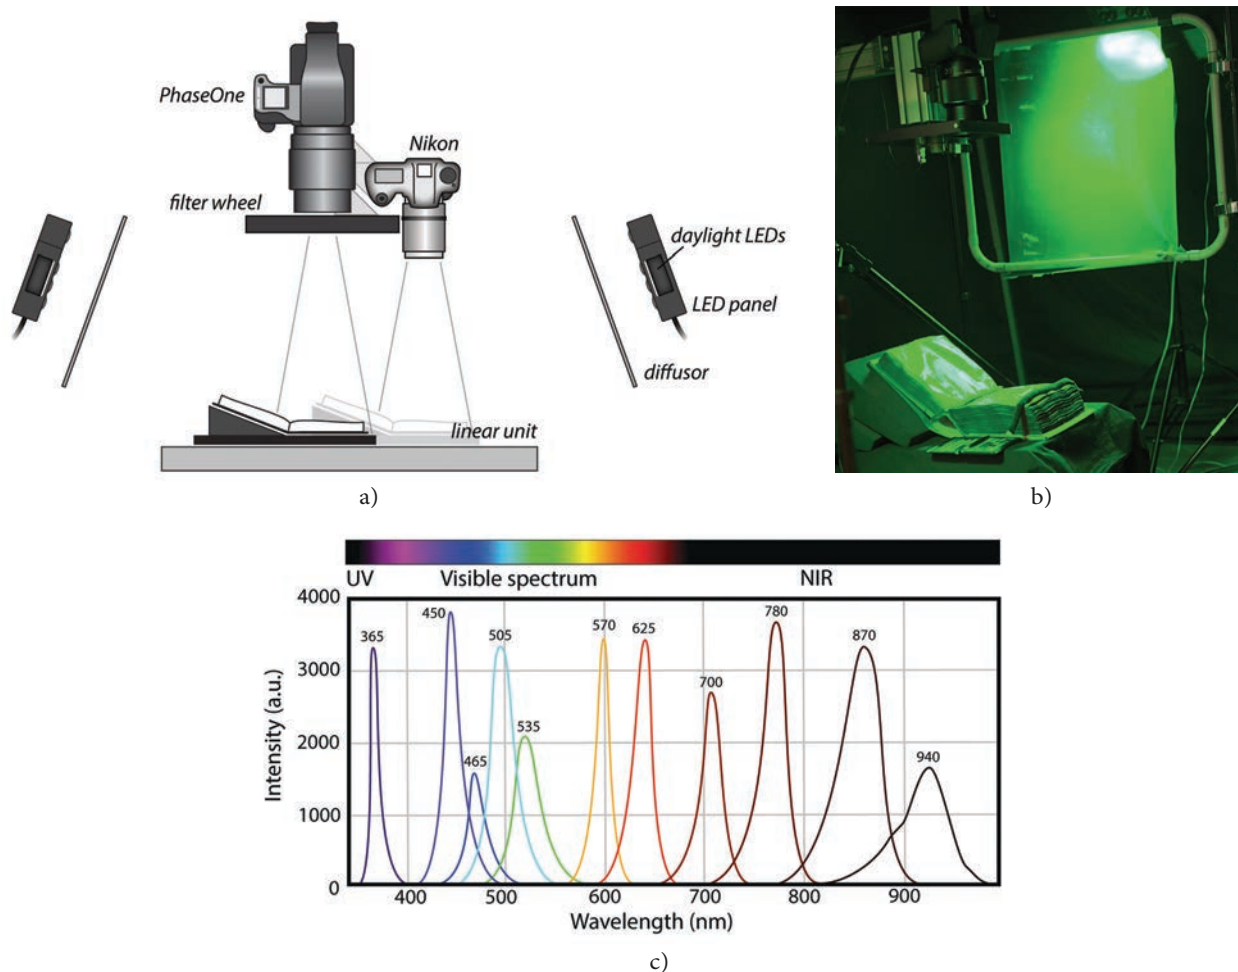 PhaseOne
Nikon
filter wheel
daylight LEDs
LED panel
diffusor
linear unit
a)
b)
UV
Visible spectrum
NIR
4000
3000
2000
1000
0
Intensity (a.u.)
365
450
465
505
535
570
625
700
780
870
940
400
500
600
700
800
900
Wavelength (nm)
c)